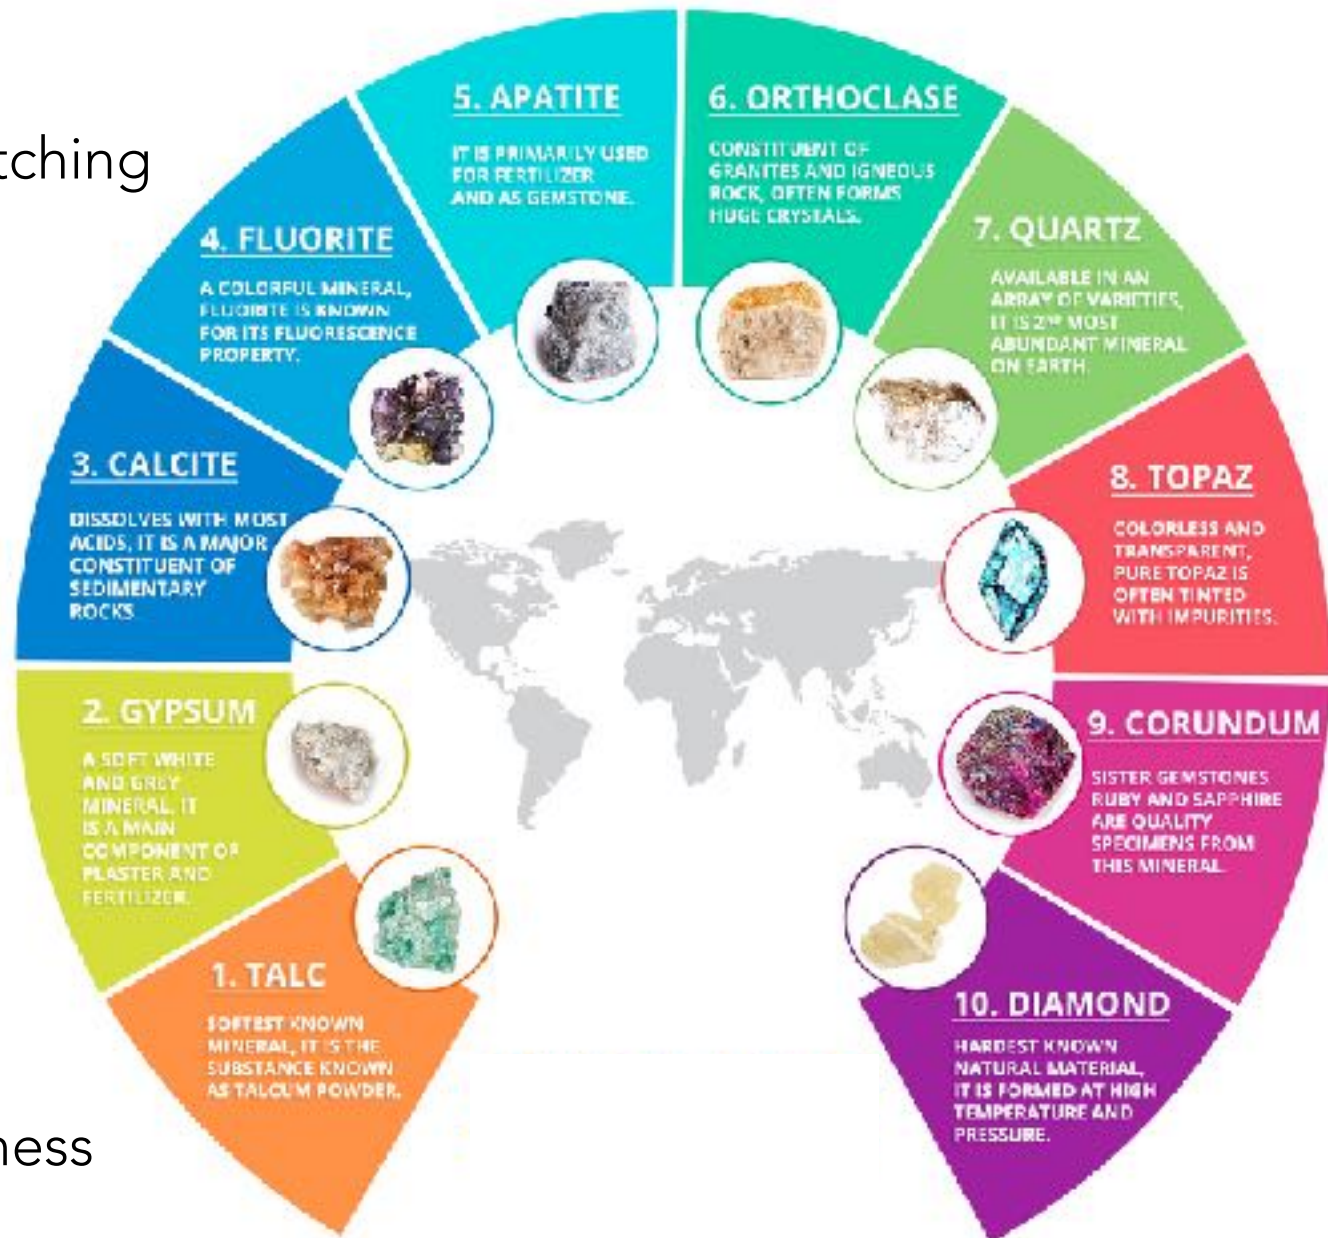 tching
5. APATITE
IT IS PRIMARILY USED
FOR FERTILIZER
AND AS GEMSTONE.
6. ORTHOCLASE
CONSTITUENT OF
GRANITES AND IGNEOUS
ROCK, OFTEN FORMS
HUGE CRYSTALS.
4. FLUORITE
A COLORFUL MINERAL,
FLUORITE IS KNOWN
FOR ITS FLUORESCENCE
PROPERTY.
7. QUARTZ
AVAILABLE IN AN
ARRAY OF VARIETIES,
IT IS 2ND MOST
ABUNDANT MINERAL
ON EARTH.
3. CALCITE
DISSOLVES WITH MOST
ACIDS, IT IS A MAJOR
CONSTITUENT OF
SEDIMENTARY
ROCKS
8. TOPAZ
COLORLESS AND
TRANSPARENT,
PURE TOPAZ IS
OFTEN TINTED
WITH IMPURITIES.
2. GYPSUM
A SOFT WHITE
AND GREY
MINERAL, IT
IS A MAIN
COMPONENT OF
PLASTER AND
FERTILIZER.
9. CORUNDUM
SISTER GEMSTONES
RUBY AND SAPPHIRE
ARE QUALITY
SPECIMENS FROM
THIS MINERAL.
1. TALC
SOFTEST KNOWN
MINERAL, IT IS THE
SUBSTANCE KNOWN
AS TALCUM POWDER.
10. DIAMOND
HARDEST KNOWN
NATURAL MATERIAL,
IT IS FORMED AT HIGH
TEMPERATURE AND
PRESSURE.
ness